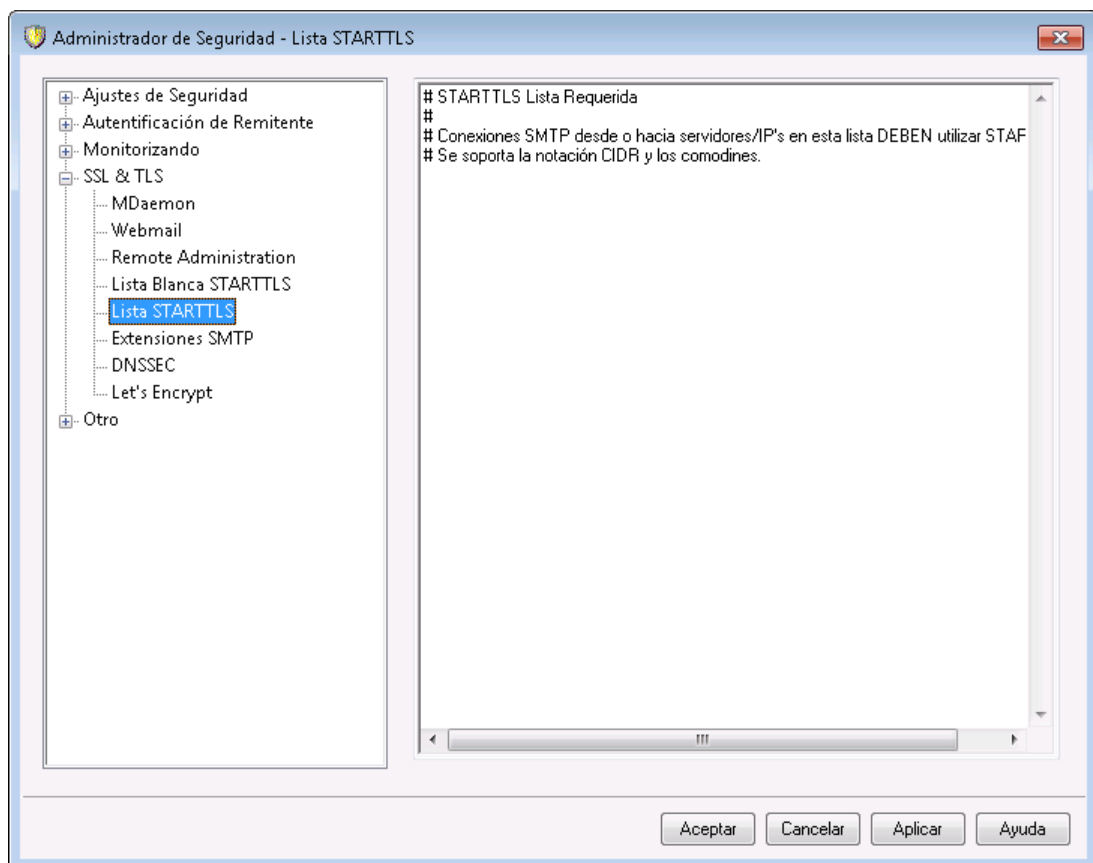 Administrador de Seguridad - Lista STARTTLS
Ajustes de Seguridad
Autentificación de Remitente
Monitorizando
SSL & TLS
MDaemon
Webmail
Remote Administration
Lista Blanca STARTTLS
Lista STARTTLS
Extensiones SMTP
DNSSEC
Let's Encrypt
Otro
# STARTTLS Lista Requerida
#
# Conexiones SMTP desde o hacia servidores/IP's en esta lista DEBEN utilizar STAF
# Se soporta la notación CIDR y los comodines.
Aceptar
Cancelar
Aplicar
Ayuda